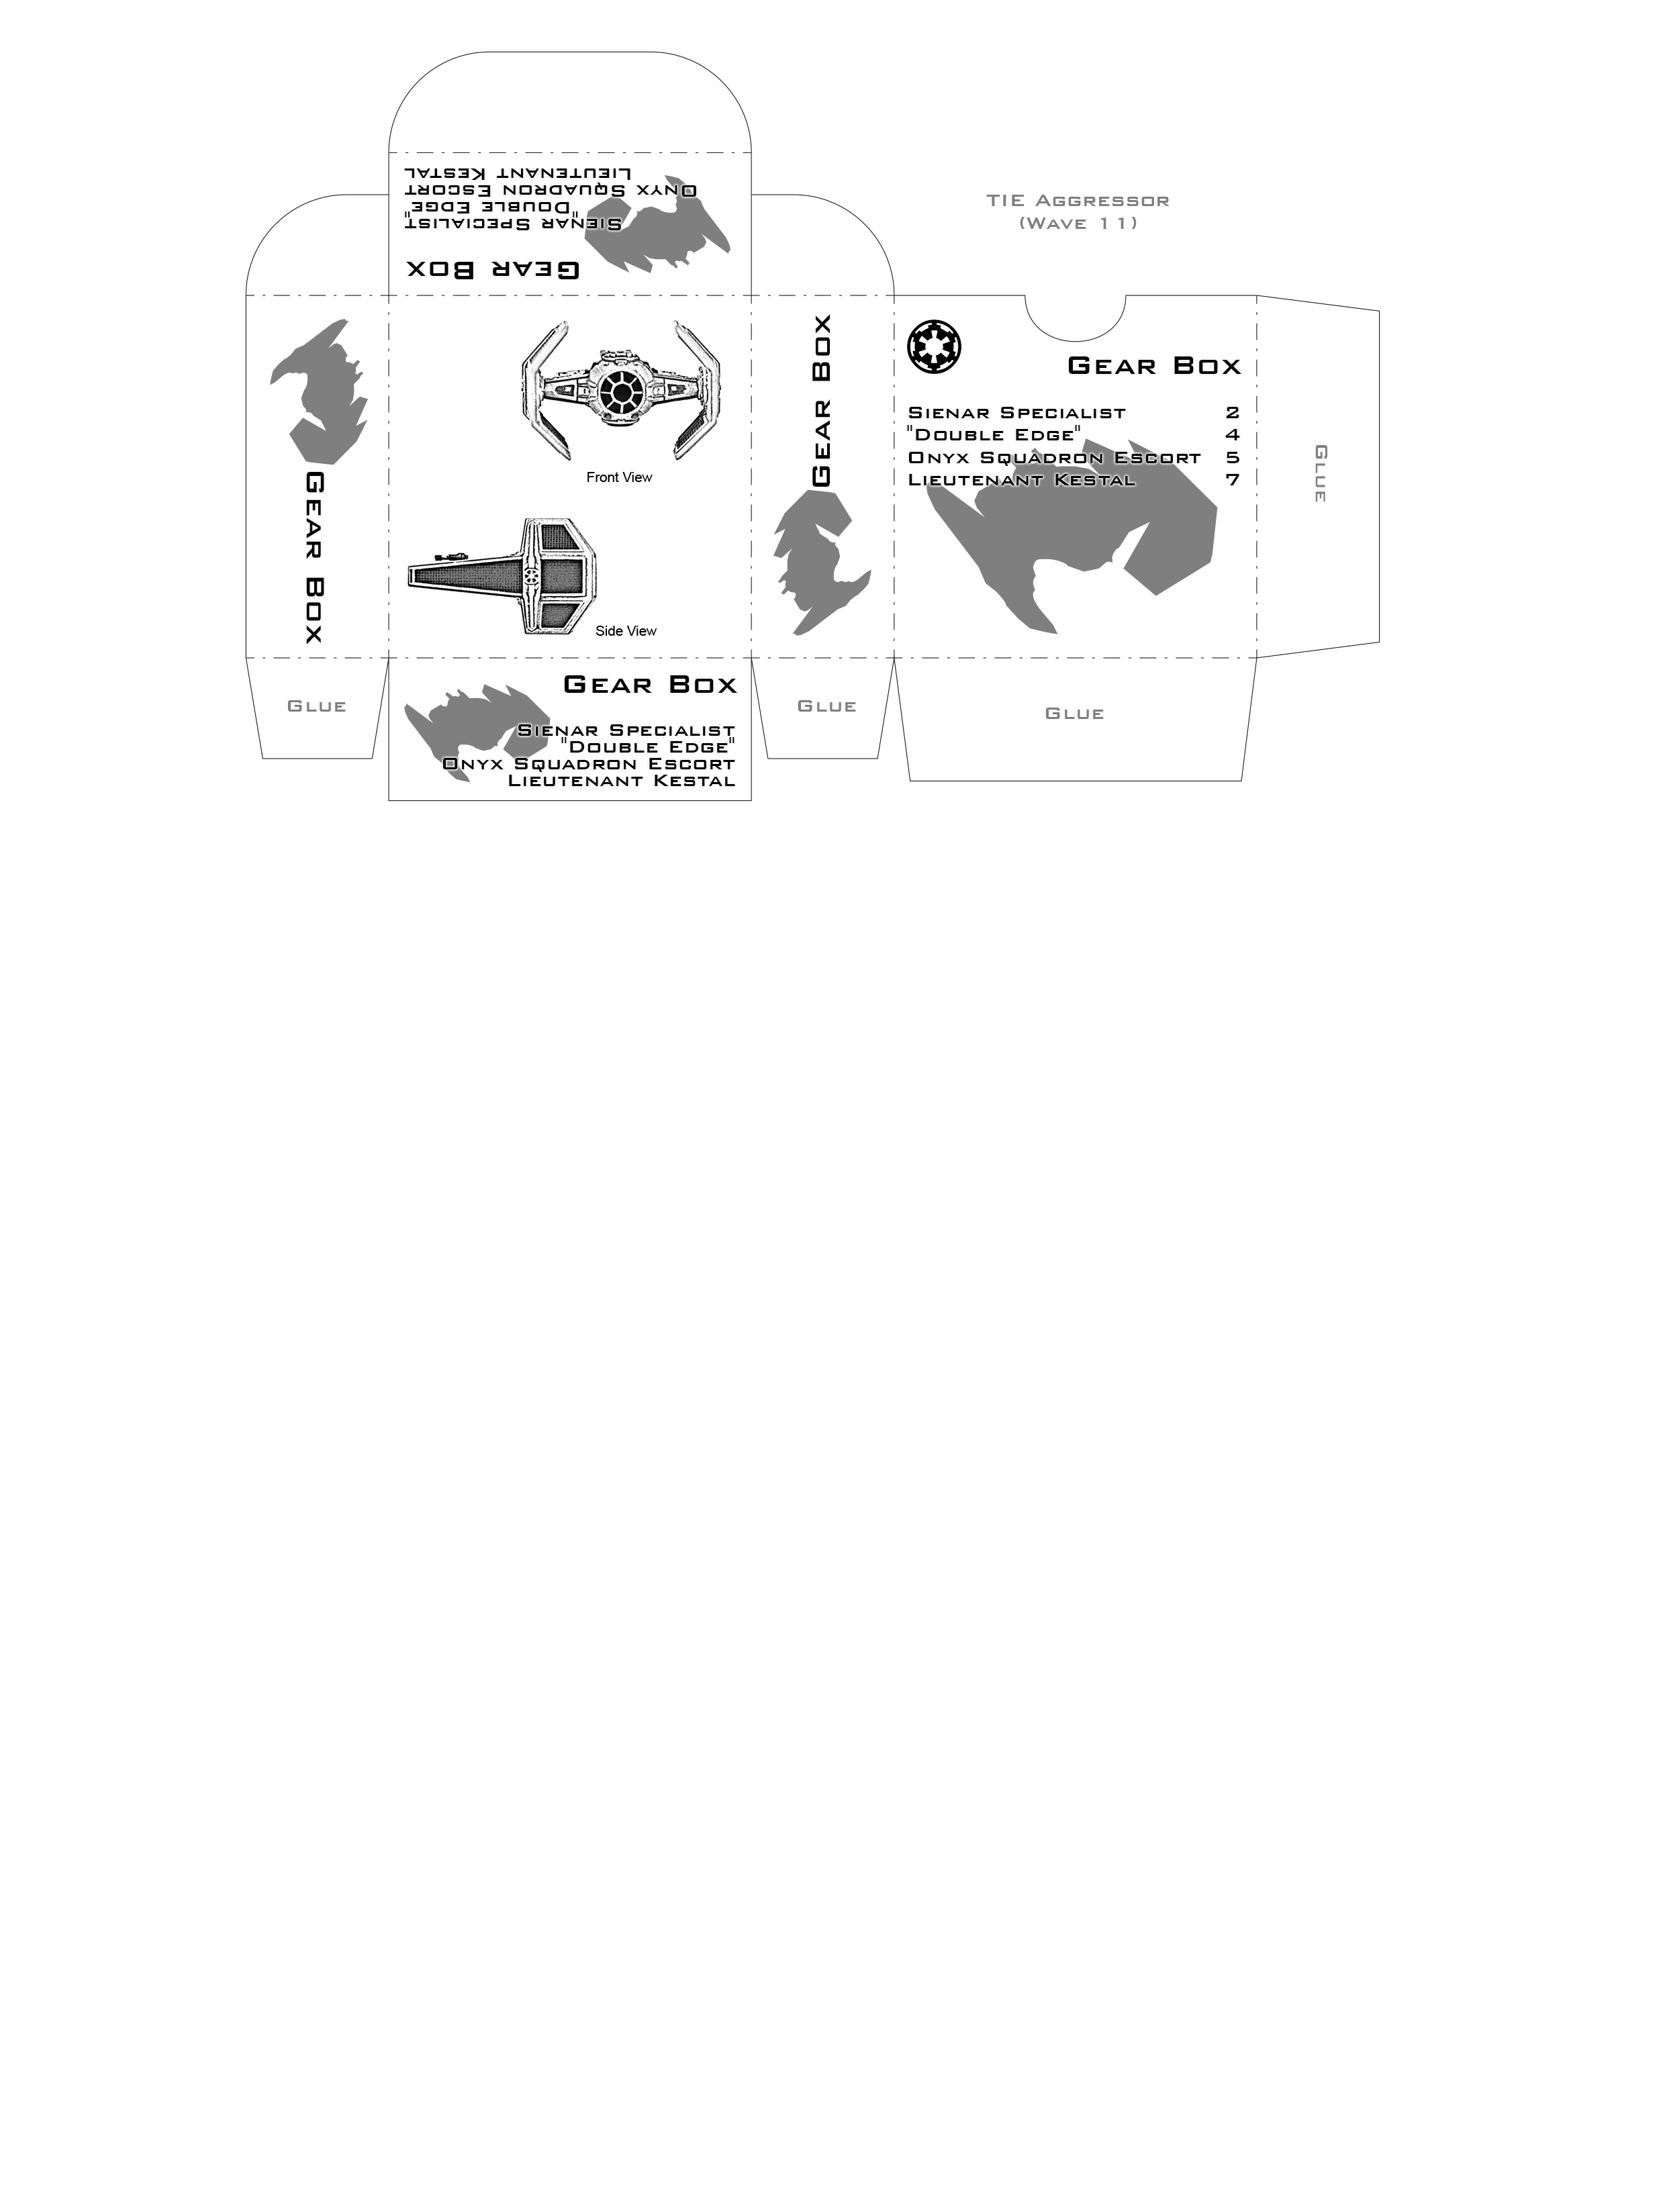 Lieutenant Kestal
Onyx Squadron Escort
"Double Edge"
Sienar Specialist
Gear Box
TIE Aggressor
(Wave 11)
Gear Box
Front View
Side View
Gear Box
Gear Box
Sienar Specialist 2
"Double Edge" 4
Onyx Squadron Escort 5
Lieutenant Kestal 7
Glue
Glue
Gear Box
Sienar Specialist
"Double Edge"
Onyx Squadron Escort
Lieutenant Kestal
Glue
Glue